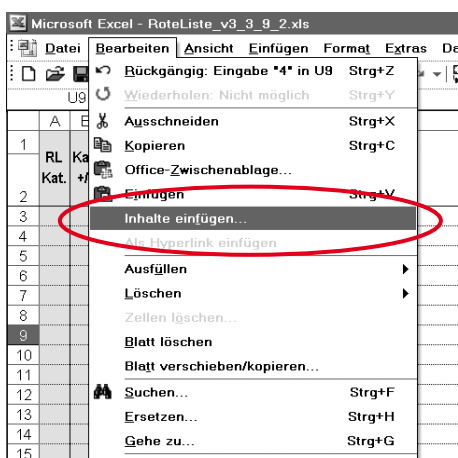 Microsoft Excel - RoteListe_v3_3_9_2.xls
Datei Bearbeiten Ansicht Einfügen Format Extras
U9
Rückgängig: Eingabe "4" in U9 Strg+Z
Wiederholen: Nicht möglich Strg+Y
A
Ausschneiden Strg+X
1
Kopieren Strg+C
RL
Kat. +/
Office-Zwischenablage...
2
Einfügen Strg+V
3 Inhalte einfügen...
4 Als Hyperlink einfügen
5
6 Ausfüllen
7 Löschen
8 Zellen löschen...
9 Blatt löschen
10
11 Blatt verschieben/kopieren...
12 Suchen... Strg+F
13 Ersetzen... Strg+H
14 Gehe zu... Strg+G
15